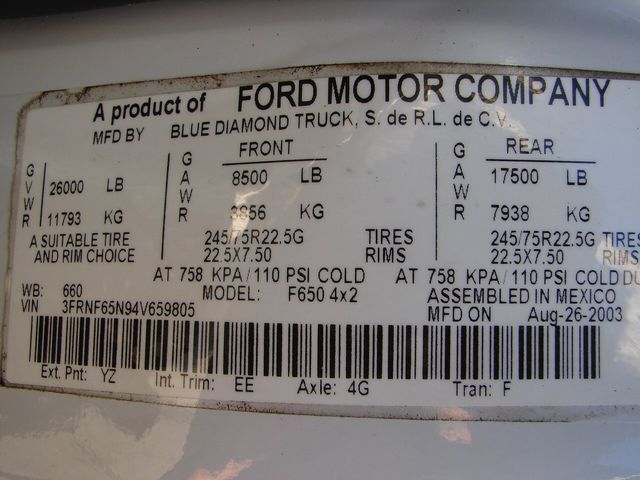 A product of FORD MOTOR COMPANY
MFD BY BLUE DIAMOND TRUCK, S. de R.L. de C.V.
GVWR 26000 LB 11793 KG
GAWR FRONT 8500 LB 3856 KG
GAWR REAR 17500 LB 7938 KG
A SUITABLE TIRE 245/75R22.5G TIRES 245/75R22.5G TIRES
AND RIM CHOICE 22.5X7.50 RIMS 22.5X7.50 RIMS
AT 758 KPA/110 PSI COLD AT 758 KPA/110 PSI COLD DU
WB: 660 MODEL: F650 4x2 ASSEMBLED IN MEXICO
VIN 3FRNF65N94V659805 MFD ON Aug-26-2003
Ext. Pnt: YZ Int. Trim: EE Axle: 4G Tran: F